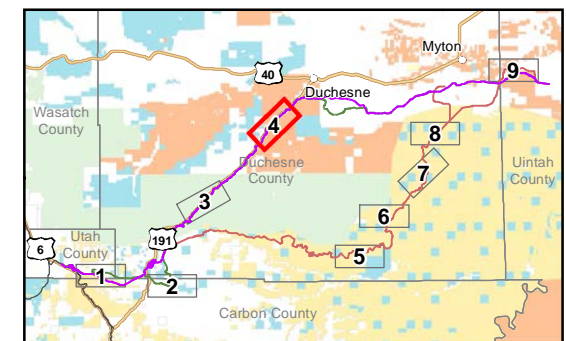 Myton
40
9
Duchesne
Wasatch
County
4
8
Duchesne
County
7
Uintah
County
3
6
191
6
Utah
County
5
1
2
Carbon County